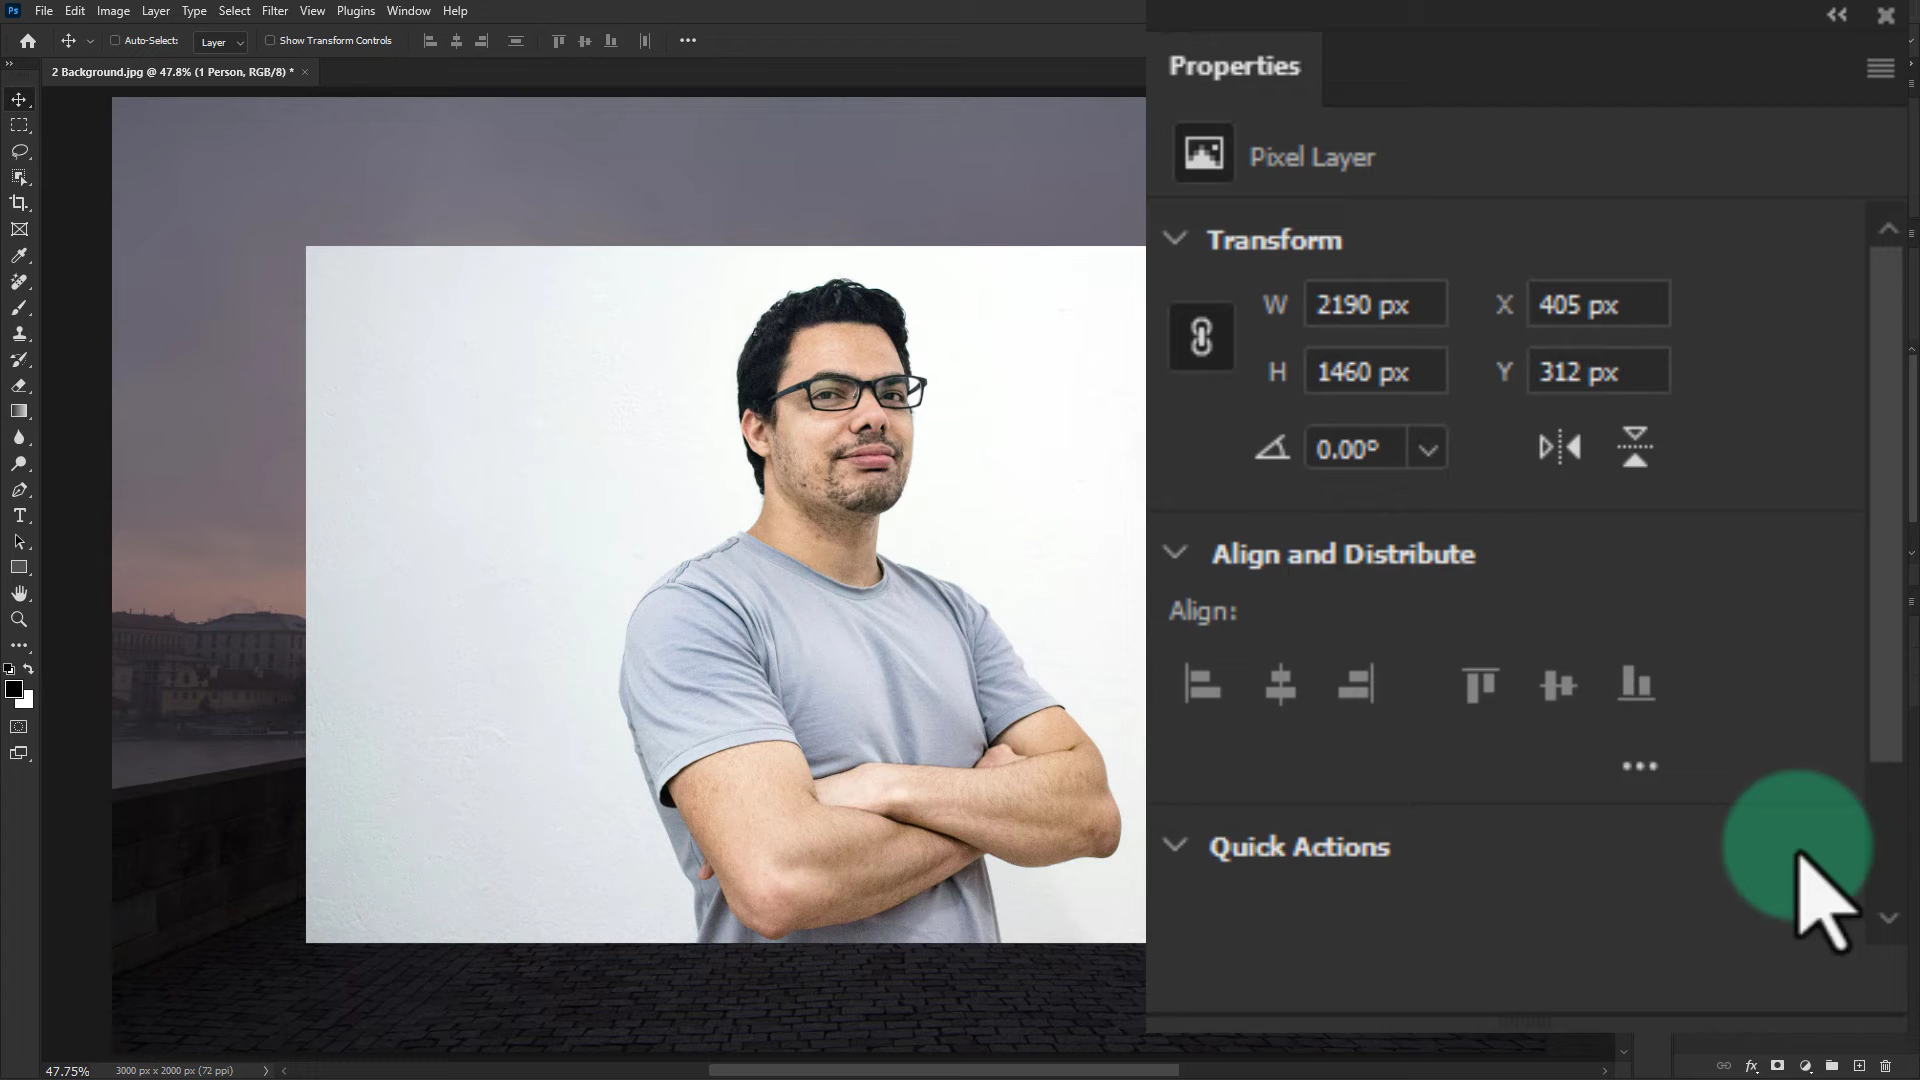 Ps File Edit Image Layer Type Select Filter View Plugins Window Help
Auto-Select: Layer Show Transform Controls
2 Background.jpg @ 47.8% (1 Person, RGB/8) *
Properties
Pixel Layer
Transform
W 2190 px X 405 px
H 1460 px Y 312 px
0.00°
Align and Distribute
Align:
Quick Actions
47.75% 3000 px x 2000 px (72 ppi)